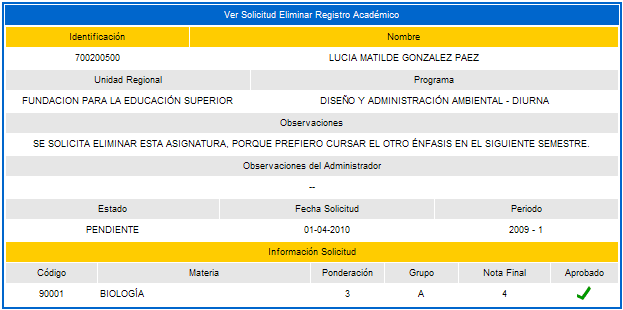 Ver Solicitud Eliminar Registro Académico
Identificación Nombre
700200500 LUCIA MATILDE GONZALEZ PAEZ
Unidad Regional Programa
FUNDACION PARA LA EDUCACIÓN SUPERIOR DISEÑO Y ADMINISTRACIÓN AMBIENTAL - DIURNA
Observaciones
SE SOLICITA ELIMINAR ESTA ASIGNATURA, PORQUE PREFIERO CURSAR EL OTRO ÉNFASIS EN EL SIGUIENTE SEMESTRE.
Observaciones del Administrador
--
Estado Fecha Solicitud Periodo
PENDIENTE 01-04-2010 2009 - 1
Información Solicitud
Código Materia Ponderación Grupo Nota Final Aprobado
90001 BIOLOGÍA 3 A 4